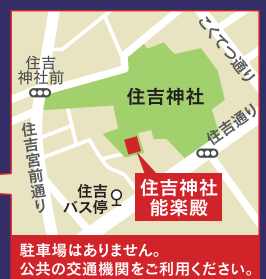 こくてつ通り
住吉
神社前
住吉神社
住吉通り
住吉宮前通り
住吉
バス停
住吉神社
能楽殿
駐車場はありません。
公共の交通機関をご利用ください。